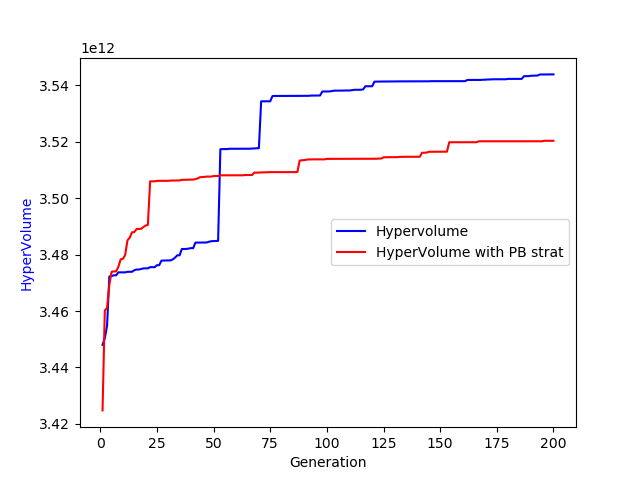 1e12
3.54
3.52
3.50
3.48
3.46
3.44
3.42
HyperVolume
Hypervolume
HyperVolume with PB strat
0 25 50 75 100 125 150 175 200
Generation